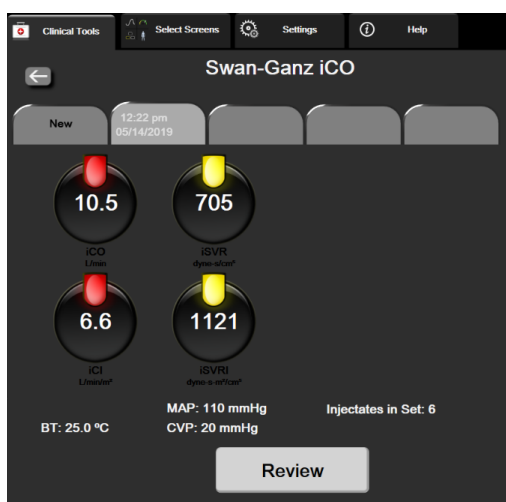 Clinical Tools
Select Screens
Settings
Help
Swan-Ganz iCO
New
12:22 pm
05/14/2019
10.5
iCO
L/min
705
iSVR
dyne-s/cm⁵
6.6
iCI
L/min/m²
1121
iSVRI
dyne-s-m²/cm⁵
MAP: 110 mmHg
Injectates in Set: 6
BT: 25.0 ºC
CVP: 20 mmHg
Review